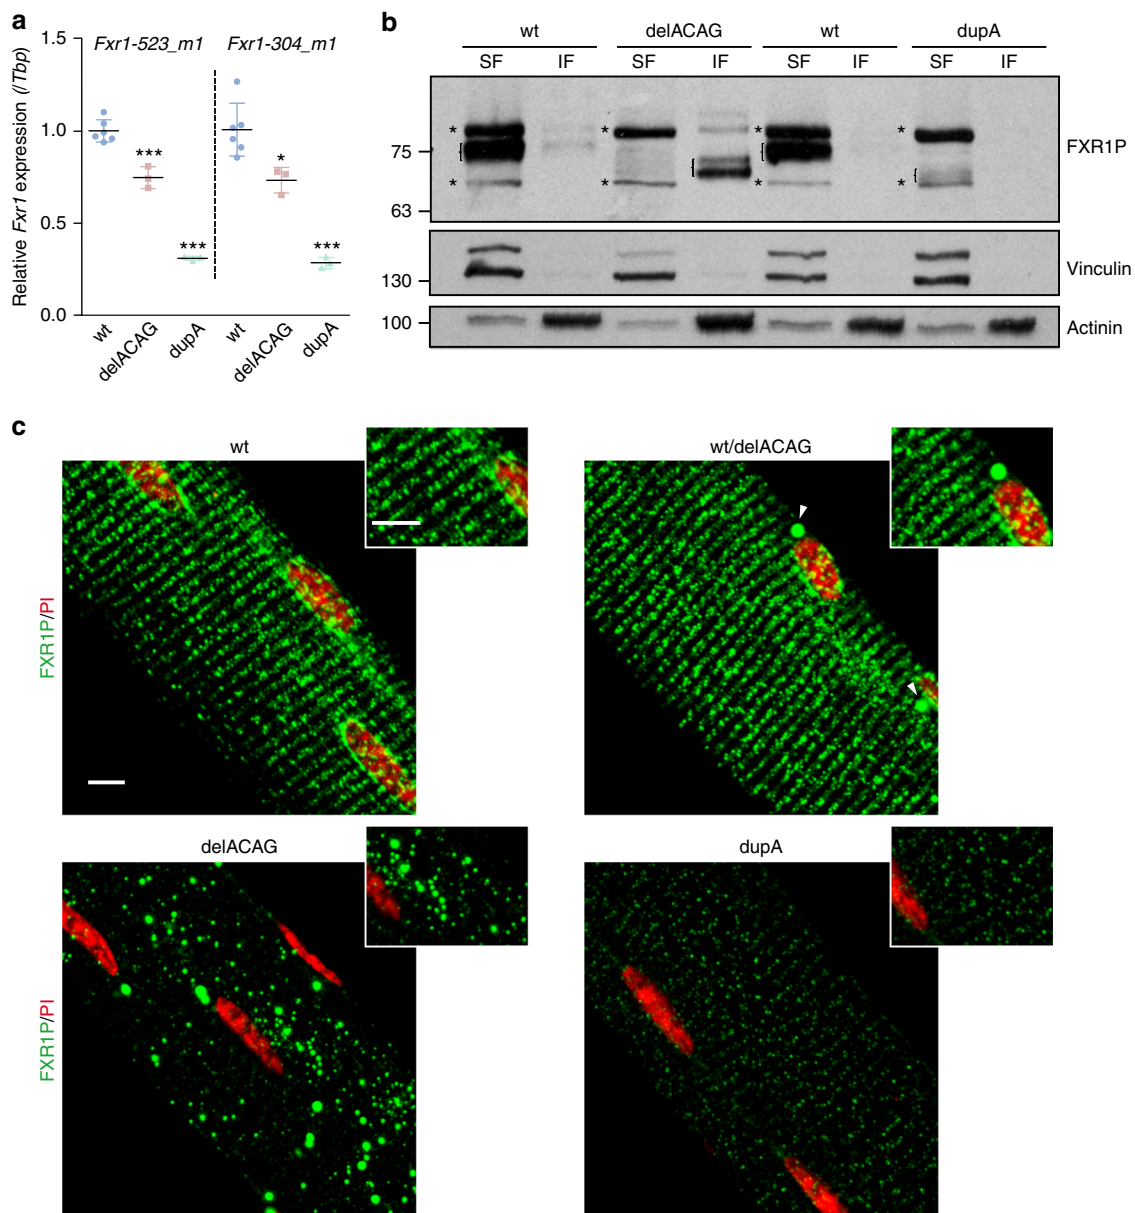 a
Fxr1-523_m1
Fxr1-304_m1
Relative Fxr1 expression (/Tbp)
1.5
1.0
0.5
0.0
***
***
*
***
wt
delACAG
dupA
wt
delACAG
dupA
b
wt
delACAG
wt
dupA
SF
IF
SF
IF
SF
IF
SF
IF
*
*
*
*
75
*
*
*
*
63
FXR1P
130
Vinculin
100
Actinin
c
wt
wt/delACAG
FXR1P/PI
delACAG
dupA
FXR1P/PI